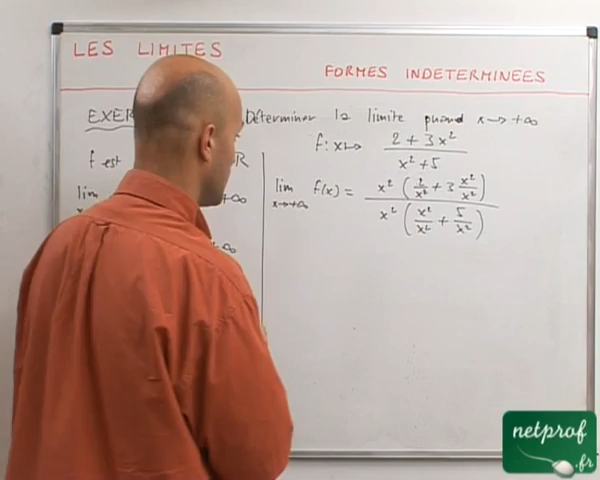 LES LIMITES
FORMES INDETERMINEES
Déterminer la limite quand x → +∞
f: x ↦ (2 + 3x²) / (x² + 5)
f est R
lim +∞
+∞
lim x→+∞ f(x) = x² (2/x² + 3 x²/x²) / x² (x²/x² + 5/x²)
netprof
.fr